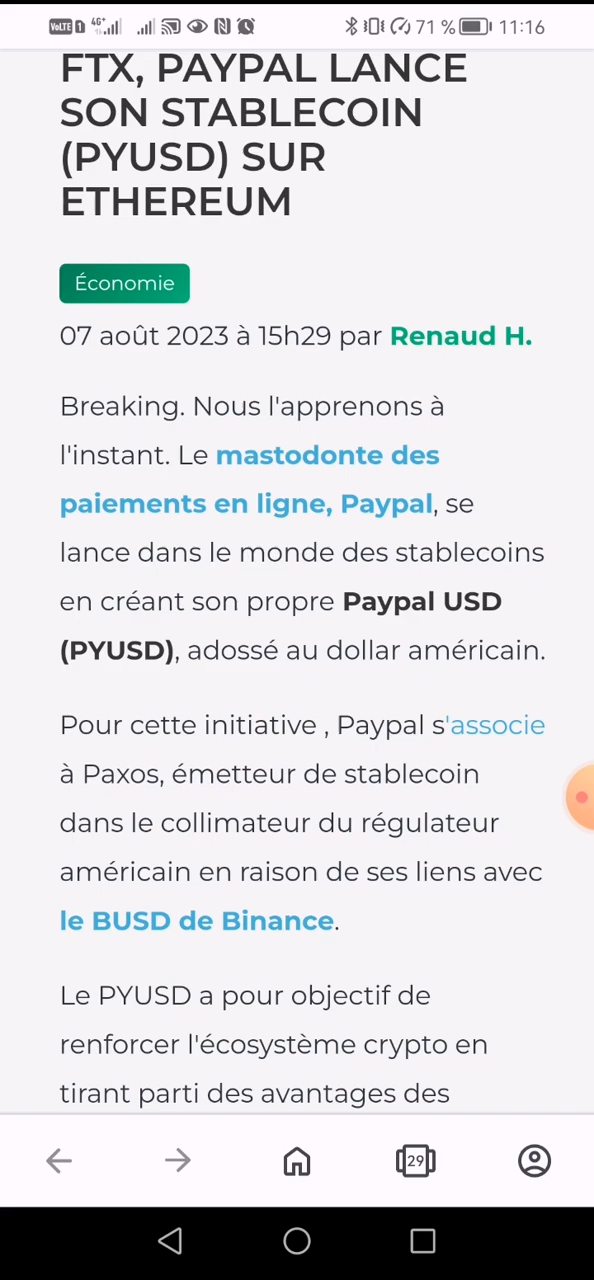 VoLTE 1 4G+ 71 % 11:16
FTX, PAYPAL LANCE
SON STABLECOIN
(PYUSD) SUR
ETHEREUM
Économie
07 août 2023 à 15h29 par Renaud H.
Breaking. Nous l'apprenons à
l'instant. Le mastodonte des
paiements en ligne, Paypal, se
lance dans le monde des stablecoins
en créant son propre Paypal USD
(PYUSD), adossé au dollar américain.
Pour cette initiative , Paypal s'associe
à Paxos, émetteur de stablecoin
dans le collimateur du régulateur
américain en raison de ses liens avec
le BUSD de Binance.
Le PYUSD a pour objectif de
renforcer l'écosystème crypto en
tirant parti des avantages des
29